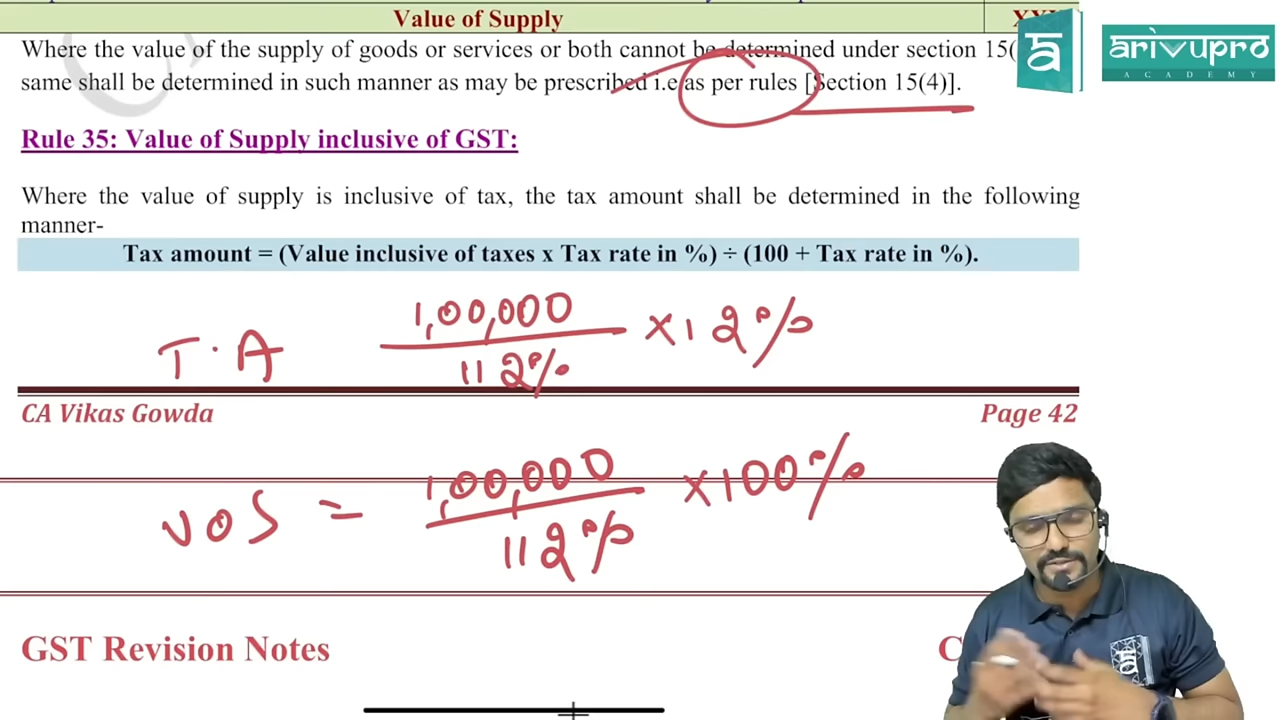 Value of Supply
Where the value of the supply of goods or services or both cannot be determined under section 15(
same shall be determined in such manner as may be prescribed i.e as per rules [Section 15(4)].
arivupro
ACADEMY
Rule 35: Value of Supply inclusive of GST:
Where the value of supply is inclusive of tax, the tax amount shall be determined in the following
manner-
Tax amount = (Value inclusive of taxes x Tax rate in %) ÷ (100 + Tax rate in %).
T.A 1,00,000 / 112% ×12%
CA Vikas Gowda Page 42
VOS = 1,00,000 / 112% ×100%
GST Revision Notes C